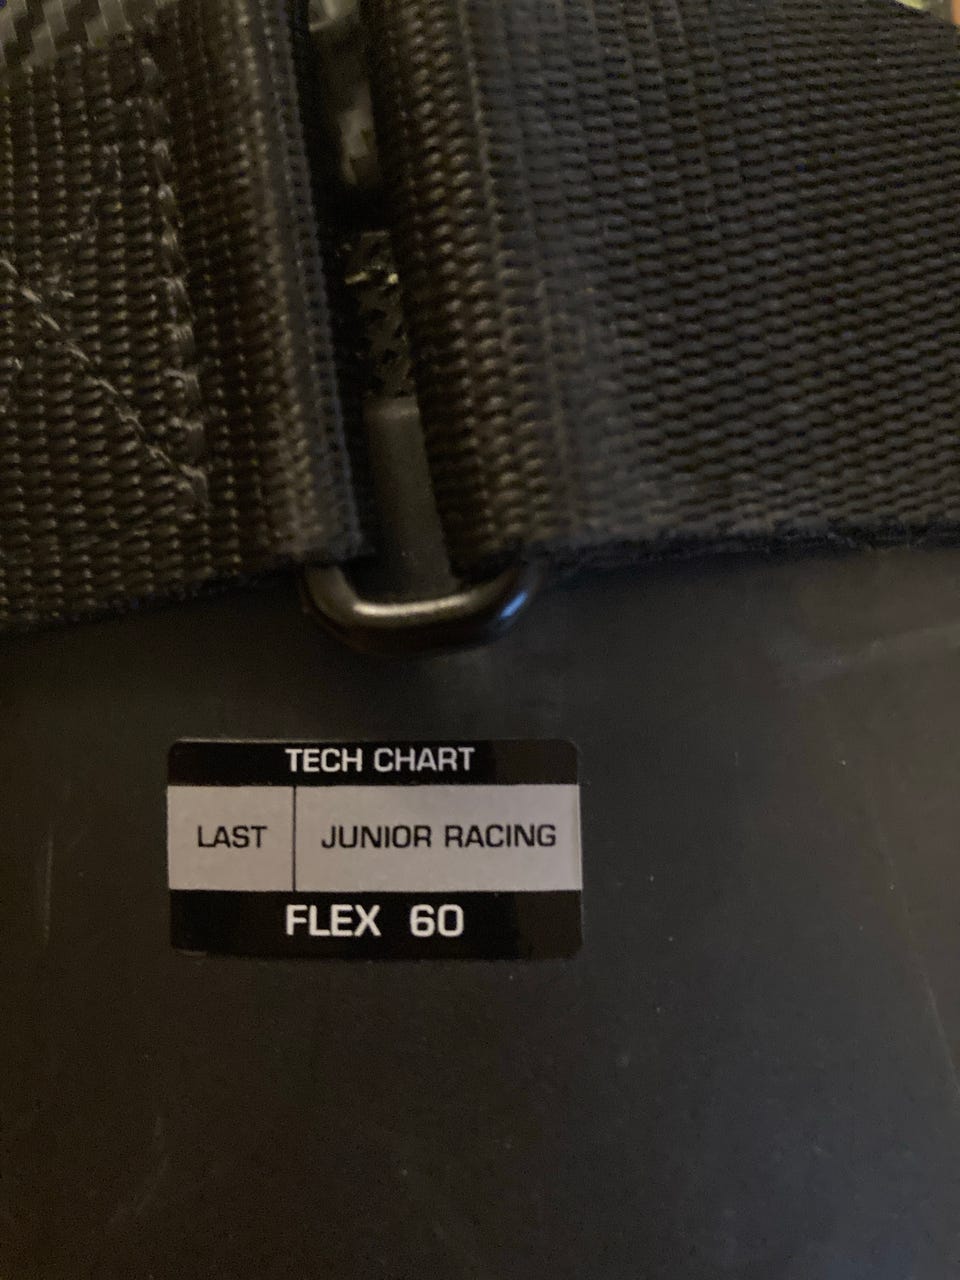 TECH CHART
LAST JUNIOR RACING
FLEX 60